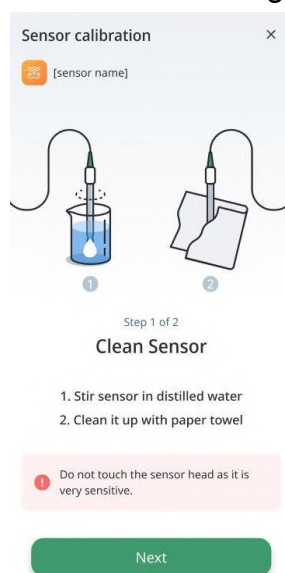 Sensor calibration
[sensor name]
1
2
Step 1 of 2
Clean Sensor
1. Stir sensor in distilled water
2. Clean it up with paper towel
Do not touch the sensor head as it is
very sensitive.
Next